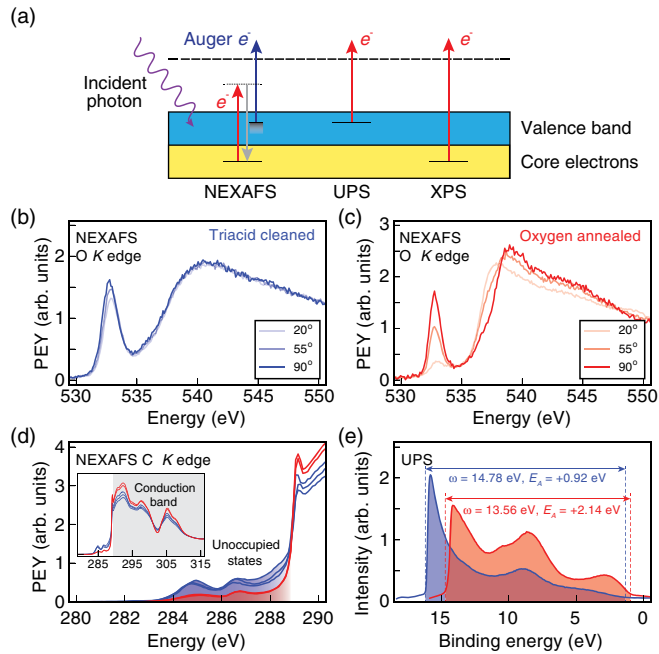 (a)
Auger e-
e-
e-
Incident
photon
e-
Valence band
Core electrons
NEXAFS
UPS
XPS
(b)
NEXAFS
O K edge
Triacid cleaned
2
1
0
PEY (arb. units)
20°
55°
90°
530
535
540
545
550
Energy (eV)
(c)
NEXAFS
O K edge
Oxygen annealed
3
2
1
0
PEY (arb. units)
20°
55°
90°
530
535
540
545
550
Energy (eV)
(d)
NEXAFS C K edge
4
3
2
1
0
PEY (arb. units)
Conduction
band
285
295
305
315
Unoccupied
states
280
282
284
286
288
290
Energy (eV)
(e)
UPS
ω = 14.78 eV, EA = +0.92 eV
ω = 13.56 eV, EA = +2.14 eV
2
1
0
Intensity (arb. units)
15
10
5
0
Binding energy (eV)